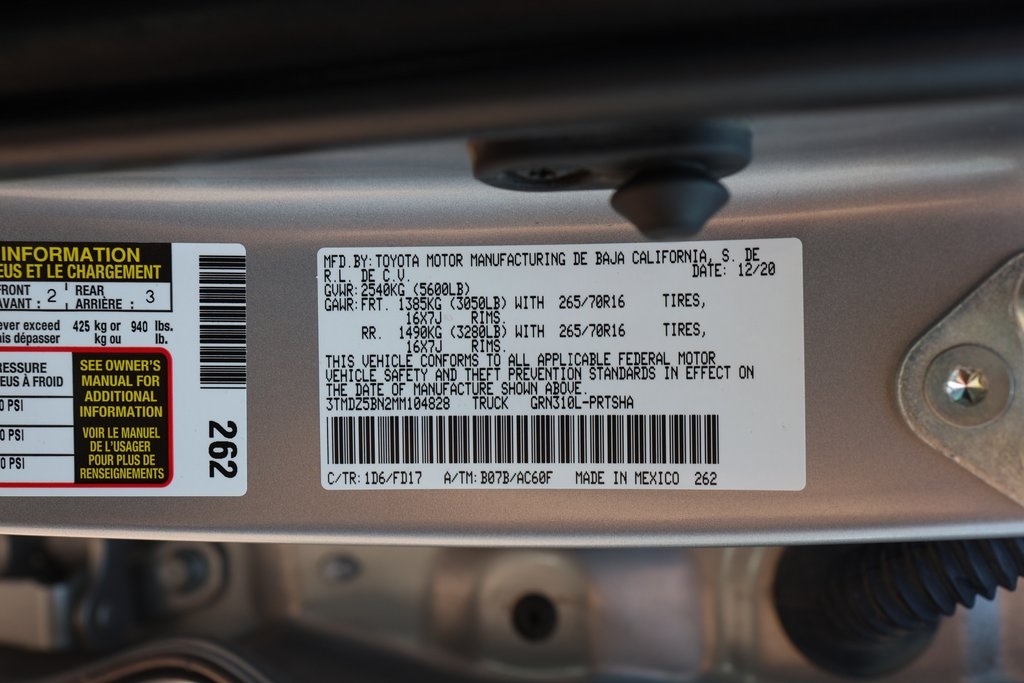 INFORMATION
EUS ET LE CHARGEMENT
FRONT
AVANT : 2
REAR
ARRIÈRE : 3
ever exceed 425 kg or 940 lbs.
ais dépasser kg ou lb.
RESSURE
EUS À FROID
0 PSI
0 PSI
0 PSI
SEE OWNER'S
MANUAL FOR
ADDITIONAL
INFORMATION
VOIR LE MANUEL
DE L'USAGER
POUR PLUS DE
RENSEIGNEMENTS
262
MFD.BY:TOYOTA MOTOR MANUFACTURING DE BAJA CALIFORNIA, S. DE
R.L. DE C.V. DATE: 12/20
GVWR:2540KG (5600LB)
GAWR:FRT. 1385KG (3050LB) WITH 265/70R16 TIRES,
16X7J RIMS.
RR. 1490KG (3280LB) WITH 265/70R16 TIRES,
16X7J RIMS.
THIS VEHICLE CONFORMS TO ALL APPLICABLE FEDERAL MOTOR
VEHICLE SAFETY AND THEFT PREVENTION STANDARDS IN EFFECT ON
THE DATE OF MANUFACTURE SHOWN ABOVE.
3TMDZ5BN2MM104828 TRUCK GRN310L-PRTSHA
C/TR:1D6/FD17 A/TM:B07B/AC60F MADE IN MEXICO 262